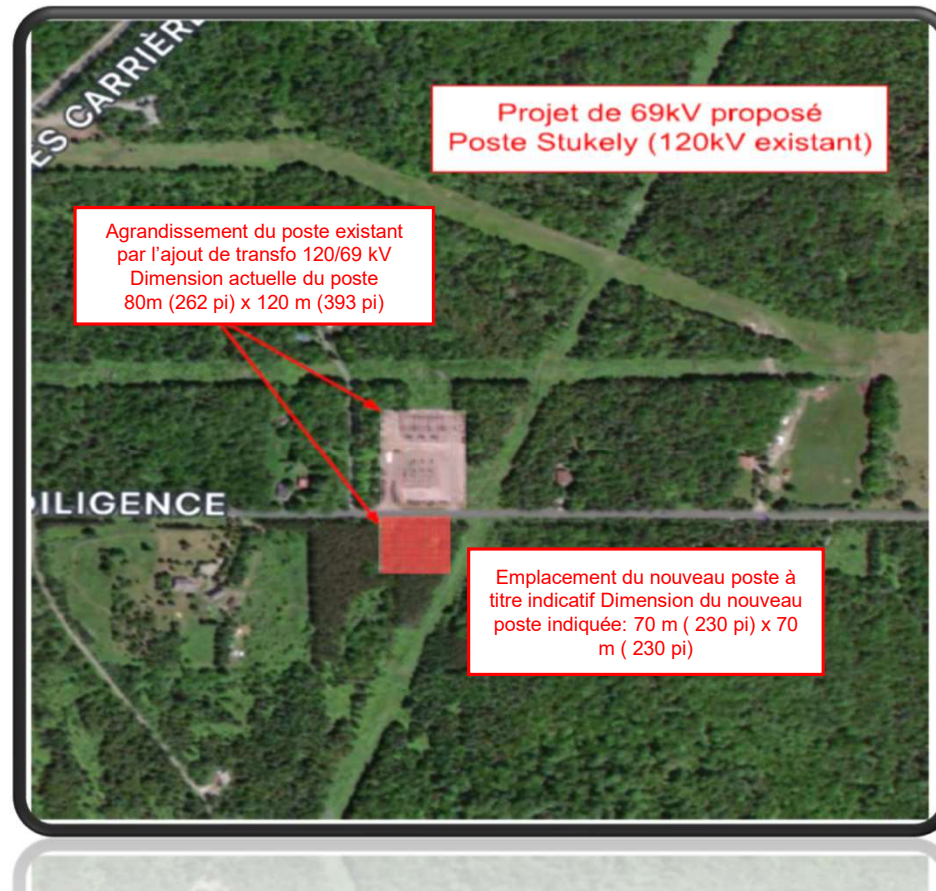 ES CARRIÈR
Projet de 69kV proposé
Poste Stukely (120kV existant)
Agrandissement du poste existant
par l'ajout de transfo 120/69 kV
Dimension actuelle du poste
80m (262 pi) x 120 m (393 pi)
DILIGENCE
Emplacement du nouveau poste à
titre indicatif Dimension du nouveau
poste indiquée: 70 m ( 230 pi) x 70
m ( 230 pi)